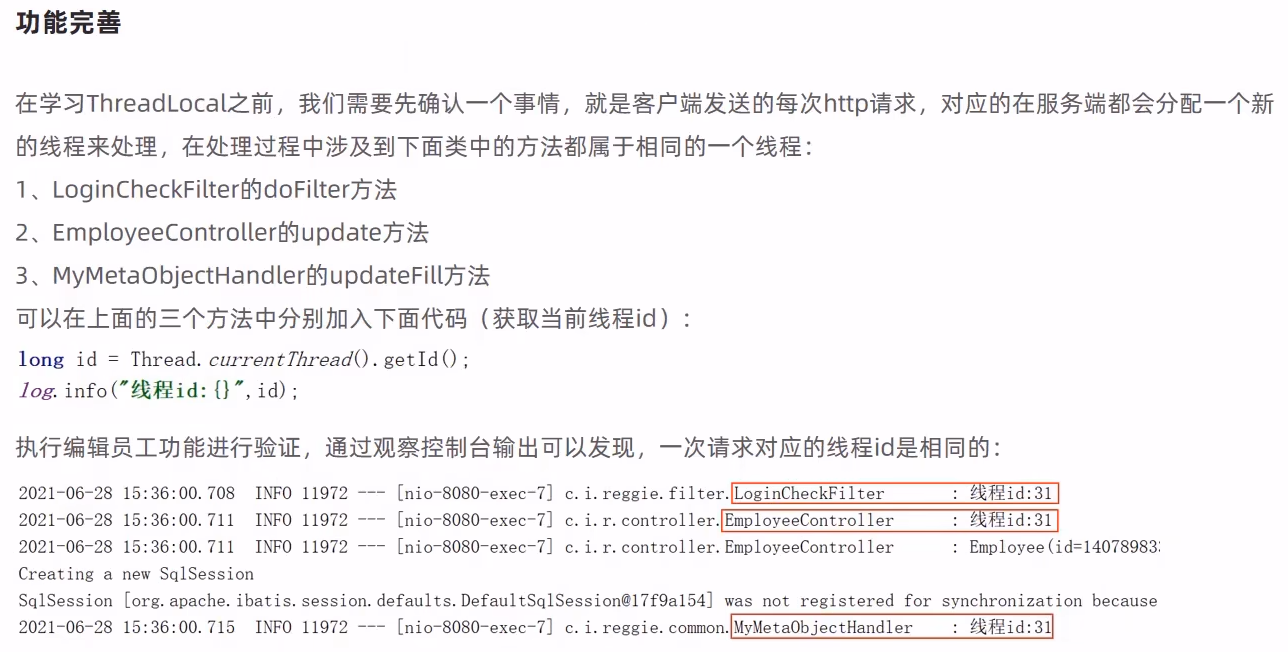 功能完善
在学习ThreadLocal之前，我们需要先确认一个事情，就是客户端发送的每次http请求，对应的在服务端都会分配一个新
的线程来处理，在处理过程中涉及到下面类中的方法都属于相同的一个线程：
1、LoginCheckFilter的doFilter方法
2、EmployeeController的update方法
3、MyMetaObjectHandler的updateFill方法
可以在上面的三个方法中分别加入下面代码（获取当前线程id）：
long id = Thread.currentThread().getId();
log.info("线程id:{}",id);
执行编辑员工功能进行验证，通过观察控制台输出可以发现，一次请求对应的线程id是相同的：
2021-06-28 15:36:00.708  INFO 11972 --- [nio-8080-exec-7] c.i.reggie.filter.LoginCheckFilter       : 线程id:31
2021-06-28 15:36:00.711  INFO 11972 --- [nio-8080-exec-7] c.i.r.controller.EmployeeController      : 线程id:31
2021-06-28 15:36:00.711  INFO 11972 --- [nio-8080-exec-7] c.i.r.controller.EmployeeController      : Employee(id=14078983
Creating a new SqlSession
SqlSession [org.apache.ibatis.session.defaults.DefaultSqlSession@17f9a154] was not registered for synchronization because
2021-06-28 15:36:00.715  INFO 11972 --- [nio-8080-exec-7] c.i.reggie.common.MyMetaObjectHandler    : 线程id:31